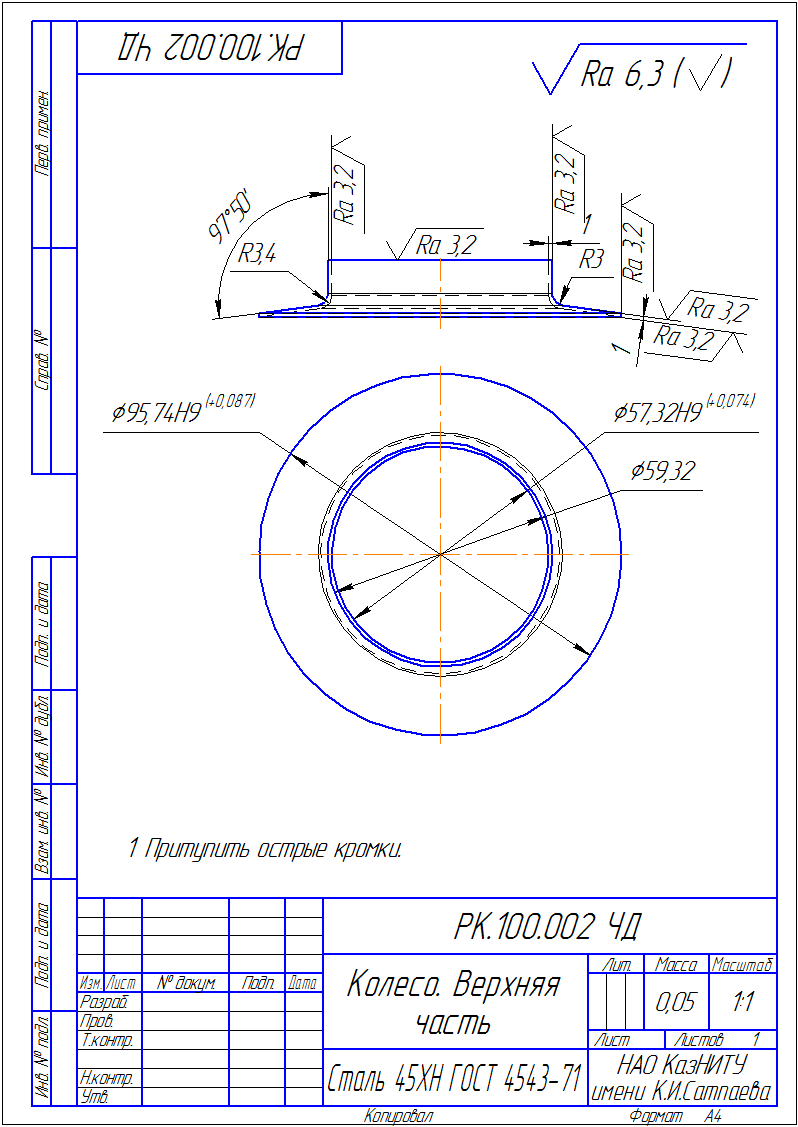 РК.100.002 ЧД
Ra 6,3 (√)
Перв. примен.
Справ. №
Подп. и дата
Инв. № дубл.
Взам. инв. №
Подп. и дата
Инв. № подл.
97°50'
Ra 3,2
Ra 3,2
1
Ra 3,2
Ra 3,2
R3,4
R3
Ra 3,2
Ra 3,2
1
⌀95,74H9(+0,087)
⌀57,32H9(+0,074)
⌀59,32
1 Притупить острые кромки.
РК.100.002 ЧД
Изм. Лист № докум. Подп. Дата
Разраб.
Пров.
Т.контр.
Н.контр.
Утв.
Колесо. Верхняя
часть
Лит. Масса Масштаб
0,05 1:1
Лист Листов 1
Сталь 45ХН ГОСТ 4543-71
НАО КазНИТУ
имени К.И.Сатпаева
Копировал Формат А4